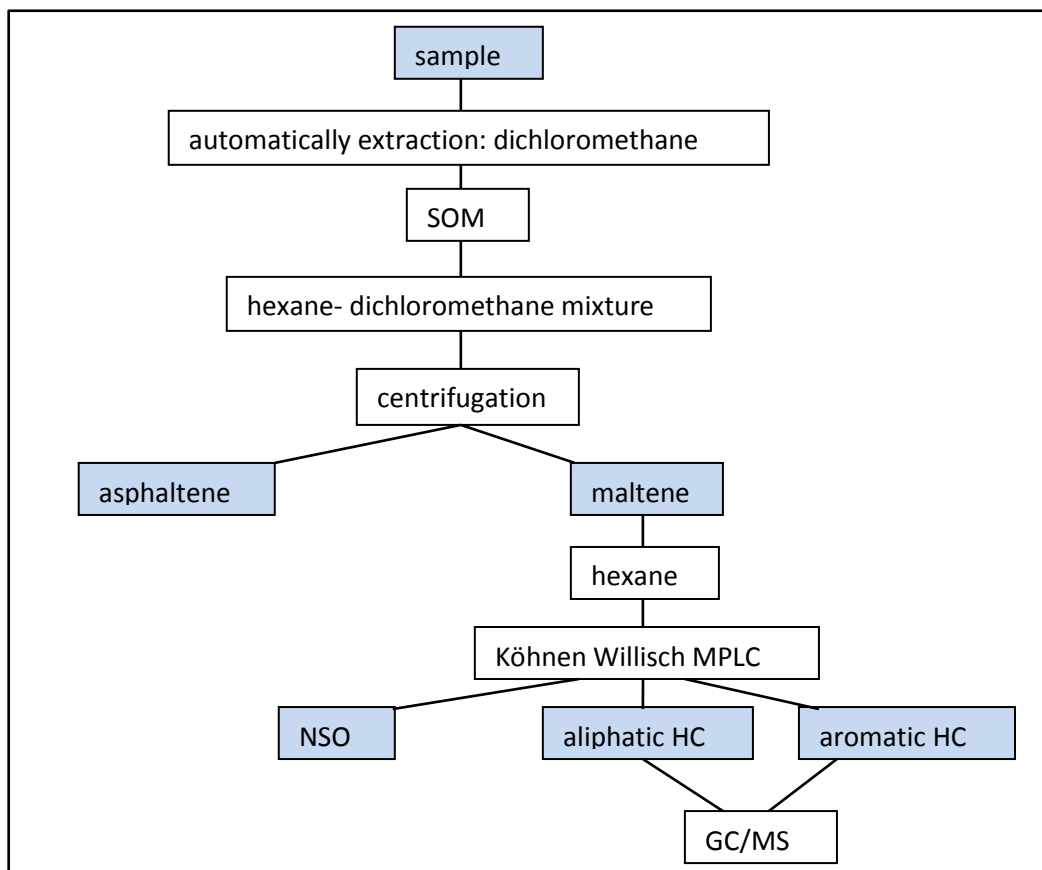 sample
automatically extraction: dichloromethane
SOM
hexane- dichloromethane mixture
centrifugation
asphaltene
maltene
hexane
Köhnen Willisch MPLC
NSO
aliphatic HC
aromatic HC
GC/MS